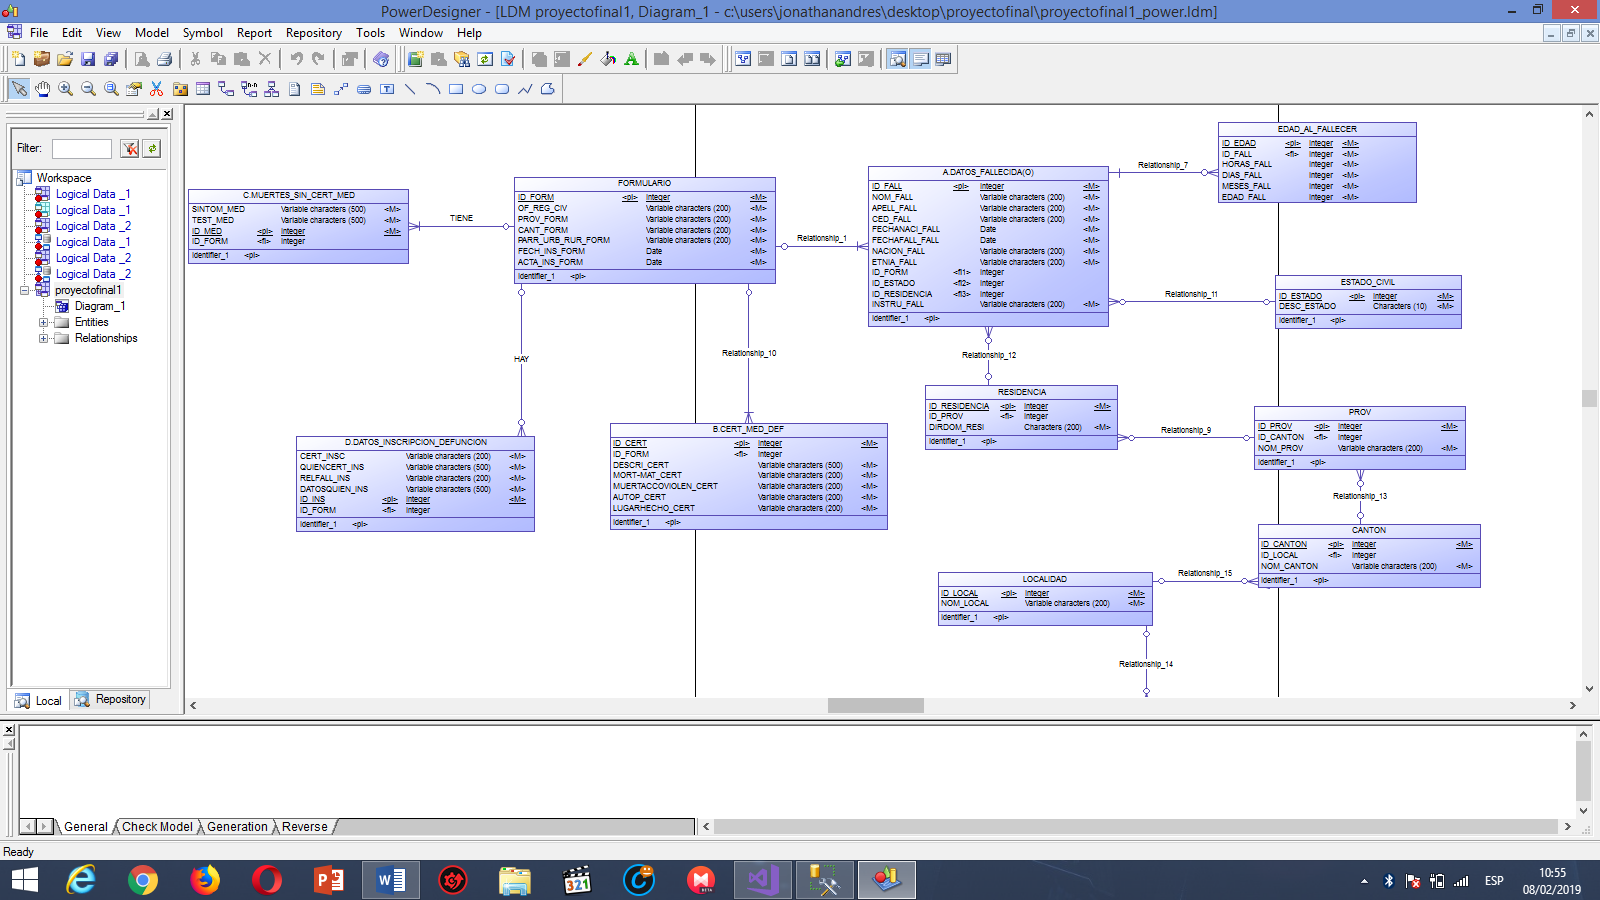 PowerDesigner - [LDM proyectofinal1, Diagram_1 - c:\users\jonathanandres\desktop\proyectofinal\proyectofinal1_power.ldm]
File Edit View Model Symbol Report Repository Tools Window Help
Filter:
Workspace
Logical Data _1
Logical Data _1
Logical Data _2
Logical Data _1
Logical Data _2
Logical Data _2
proyectofinal1
Diagram_1
Entities
Relationships
Local Repository
C.MUERTES_SIN_CERT_MED
SINTOM_MED Variable characters (500) <M>
TEST_MED Variable characters (500) <M>
ID_MED <pi> Integer <M>
ID_FORM <fi> Integer
Identifier_1 <pi>
TIENE
FORMULARIO
ID_FORM <pi> Integer <M>
OF_REG_CIV Variable characters (200) <M>
PROV_FORM Variable characters (200) <M>
CANT_FORM Variable characters (200) <M>
PARR_URB_RUR_FORM Variable characters (200) <M>
FECH_INS_FORM Date <M>
ACTA_INS_FORM Date <M>
Identifier_1 <pi>
Relationship_1
A.DATOS_FALLECIDA(O)
ID_FALL <pi> Integer <M>
NOM_FALL Variable characters (200) <M>
APELL_FALL Variable characters (200) <M>
CED_FALL Variable characters (200) <M>
FECHANACI_FALL Date <M>
FECHAFALL_FALL Date <M>
NACION_FALL Variable characters (200) <M>
ETNIA_FALL Variable characters (200) <M>
ID_FORM <fi1> Integer
ID_ESTADO <fi2> Integer
ID_RESIDENCIA <fi3> Integer
INSTRU_FALL Variable characters (200) <M>
Identifier_1 <pi>
Relationship_7
EDAD_AL_FALLECER
ID_EDAD <pi> Integer <M>
ID_FALL <fi> Integer <M>
HORAS_FALL Integer <M>
DIAS_FALL Integer <M>
MESES_FALL Integer <M>
EDAD_FALL Integer <M>
Relationship_11
ESTADO_CIVIL
ID_ESTADO <pi> Integer <M>
DESC_ESTADO Characters (10) <M>
Identifier_1 <pi>
HAY
Relationship_10
Relationship_12
RESIDENCIA
ID_RESIDENCIA <pi> Integer <M>
ID_PROV <fi> Integer
DIRDOM_RESI Characters (200) <M>
Identifier_1 <pi>
Relationship_9
PROV
ID_PROV <pi> Integer <M>
ID_CANTON <fi> Integer
NOM_PROV Variable characters (200) <M>
Identifier_1 <pi>
D.DATOS_INSCRIPCION_DEFUNCION
CERT_INSC Variable characters (200) <M>
QUIENCERT_INS Variable characters (500) <M>
RELFALL_INS Variable characters (200) <M>
DATOSQUIEN_INS Variable characters (500) <M>
ID_INS <pi> Integer <M>
ID_FORM <fi> Integer
Identifier_1 <pi>
B.CERT_MED_DEF
ID_CERT <pi> Integer <M>
ID_FORM <fi> Integer
DESCRI_CERT Variable characters (500) <M>
MORT-MAT_CERT Variable characters (200) <M>
MUERTACCOVIOLEN_CERT Variable characters (200) <M>
AUTOP_CERT Variable characters (200) <M>
LUGARHECHO_CERT Variable characters (200) <M>
Identifier_1 <pi>
Relationship_13
CANTON
ID_CANTON <pi> Integer <M>
ID_LOCAL <fi> Integer
NOM_CANTON Variable characters (200) <M>
Identifier_1 <pi>
Relationship_15
LOCALIDAD
ID_LOCAL <pi> Integer <M>
NOM_LOCAL Variable characters (200) <M>
Identifier_1 <pi>
Relationship_14
General Check Model Generation Reverse
Ready
321
BETA
ESP
10:55
08/02/2019